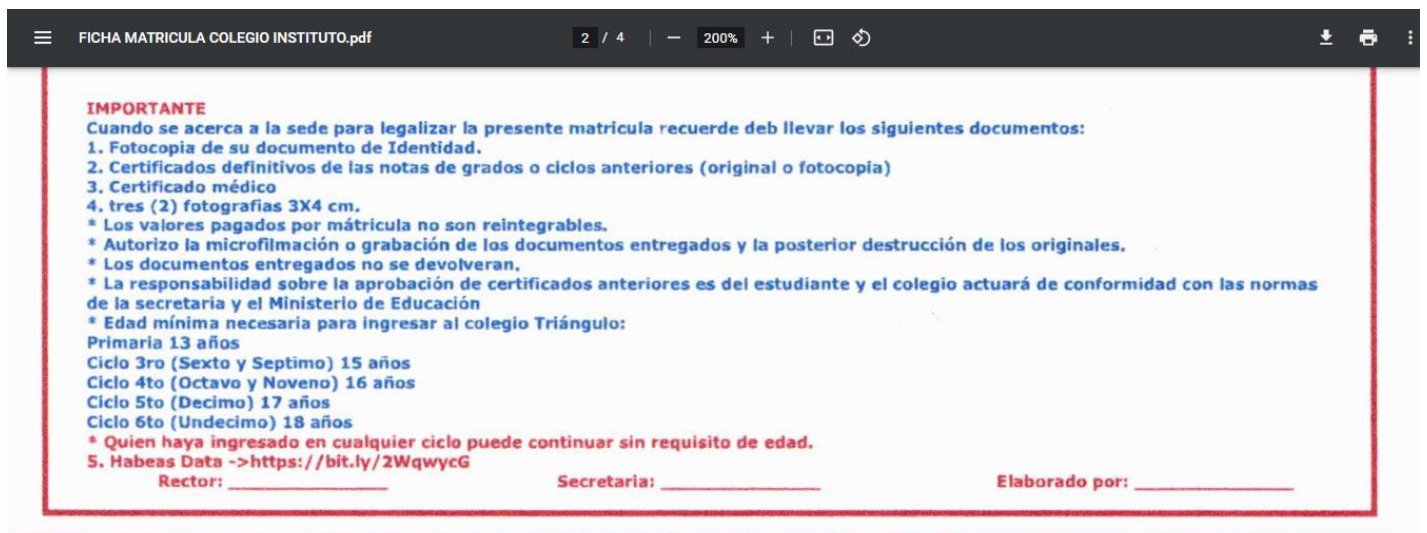 FICHA MATRICULA COLEGIO INSTITUTO.pdf 2 / 4 200%
IMPORTANTE
Cuando se acerca a la sede para legalizar la presente matricula recuerde deb llevar los siguientes documentos:
1. Fotocopia de su documento de Identidad.
2. Certificados definitivos de las notas de grados o ciclos anteriores (original o fotocopia)
3. Certificado médico
4. tres (2) fotografias 3X4 cm.
* Los valores pagados por mátricula no son reintegrables.
* Autorizo la microfilmación o grabación de los documentos entregados y la posterior destrucción de los originales.
* Los documentos entregados no se devolveran.
* La responsabilidad sobre la aprobación de certificados anteriores es del estudiante y el colegio actuará de conformidad con las normas
de la secretaria y el Ministerio de Educación
* Edad mínima necesaria para ingresar al colegio Triángulo:
Primaria 13 años
Ciclo 3ro (Sexto y Septimo) 15 años
Ciclo 4to (Octavo y Noveno) 16 años
Ciclo 5to (Decimo) 17 años
Ciclo 6to (Undecimo) 18 años
* Quien haya ingresado en cualquier ciclo puede continuar sin requisito de edad.
5. Habeas Data ->https://bit.ly/2WqwycG
Rector: ________________ Secretaria: ________________ Elaborado por: ________________